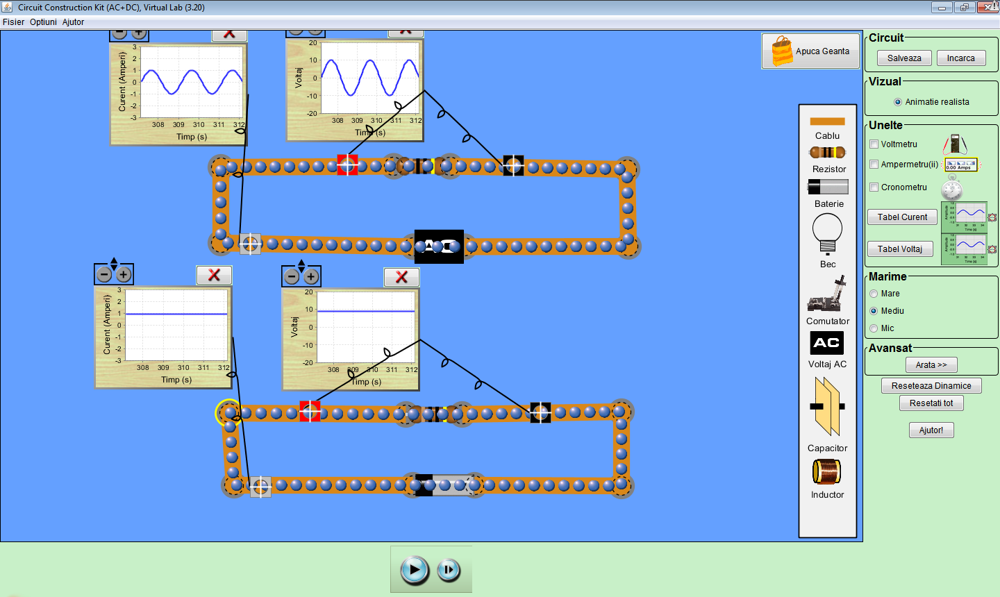 Circuit Construction Kit (AC+DC), Virtual Lab (3.20)
Fisier Optiuni Ajutor
Curent (Amperi)
3
2
1
0
-1
-2
-3
308 309 310 311 312
Timp (s)
Voltaj
20
10
0
-10
-20
308 309 310 311
Timp (s)
Apuca Geanta
AC
Curent (Amperi)
3
2
1
0
-1
-2
-3
308 309 310 311 312
Timp (s)
Voltaj
20
10
0
-10
-20
308 309 310 311 312
Timp (s)
Cablu
Rezistor
Baterie
Bec
Comutator
AC
Voltaj AC
Capacitor
Inductor
Circuit
Salveaza Incarca
Vizual
Animatie realista
Unelte
Voltmetru
Ampermetru(ii)
0.00 Amps
Cronometru
Tabel Curent
Tabel Voltaj
Marime
Mare
Mediu
Mic
Avansat
Arata >>
Reseteaza Dinamice
Resetati tot
Ajutor!